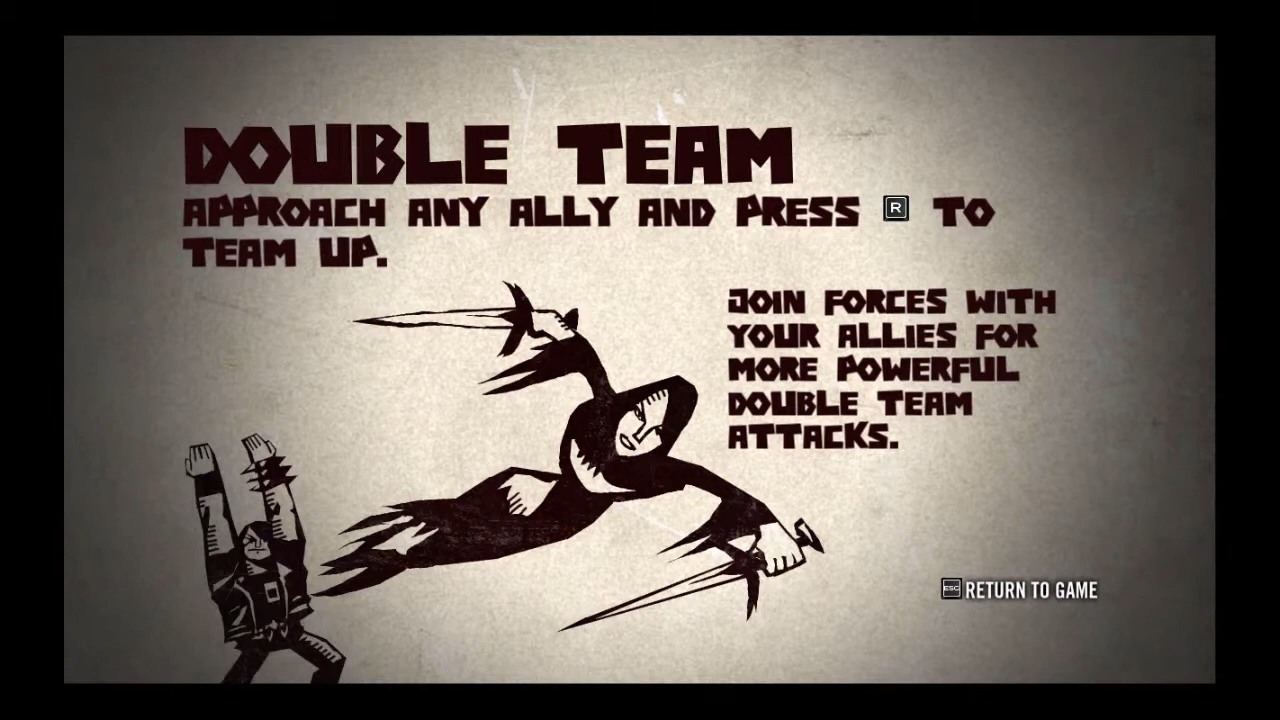 DOUBLE TEAM
APPROACH ANY ALLY AND PRESS R TO
TEAM UP.
JOIN FORCES WITH
YOUR ALLIES FOR
MORE POWERFUL
DOUBLE TEAM
ATTACKS.
ESC RETURN TO GAME